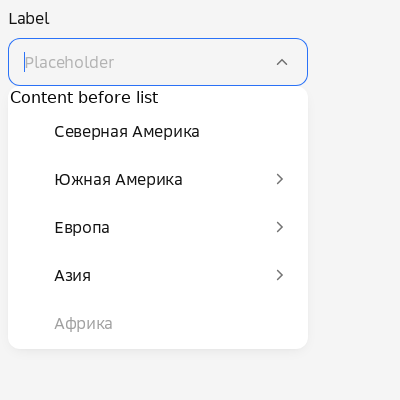 Label
Placeholder
Content before list
Северная Америка
Южная Америка
Европа
Азия
Африка